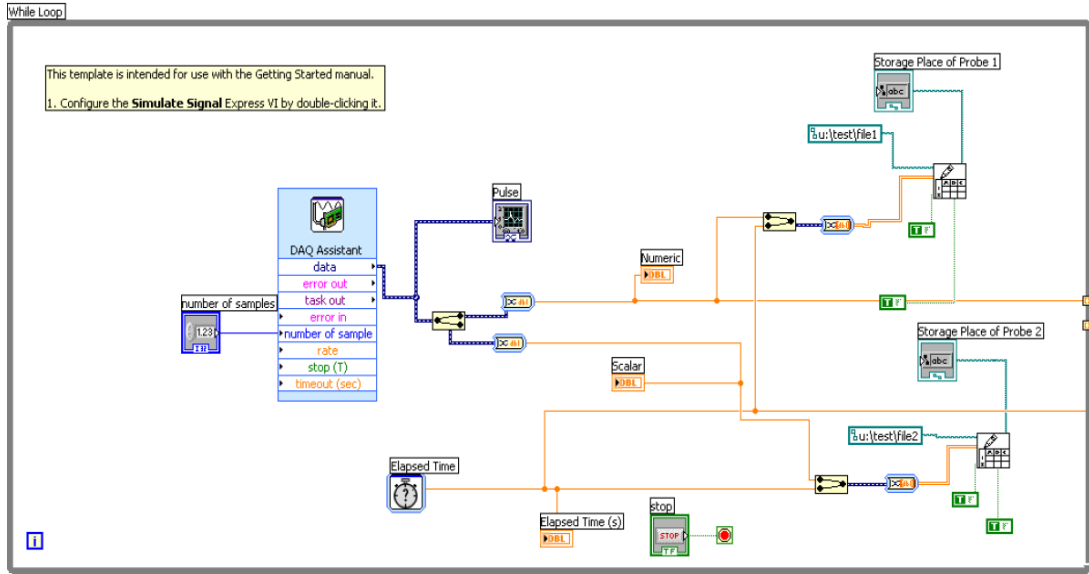 While Loop
This template is intended for use with the Getting Started manual.
1. Configure the Simulate Signal Express VI by double-clicking it.
Storage Place of Probe 1
abc
u:\test\file1
Pulse
DAQ Assistant
data
error out
task out
error in
number of sample
rate
stop (T)
timeout (sec)
number of samples
1.23
I32
Numeric
DBL
T F
T F
Storage Place of Probe 2
abc
Scalar
DBL
u:\test\file2
Elapsed Time
?
Elapsed Time (s)
DBL
stop
STOP
TF
T F
T F
i